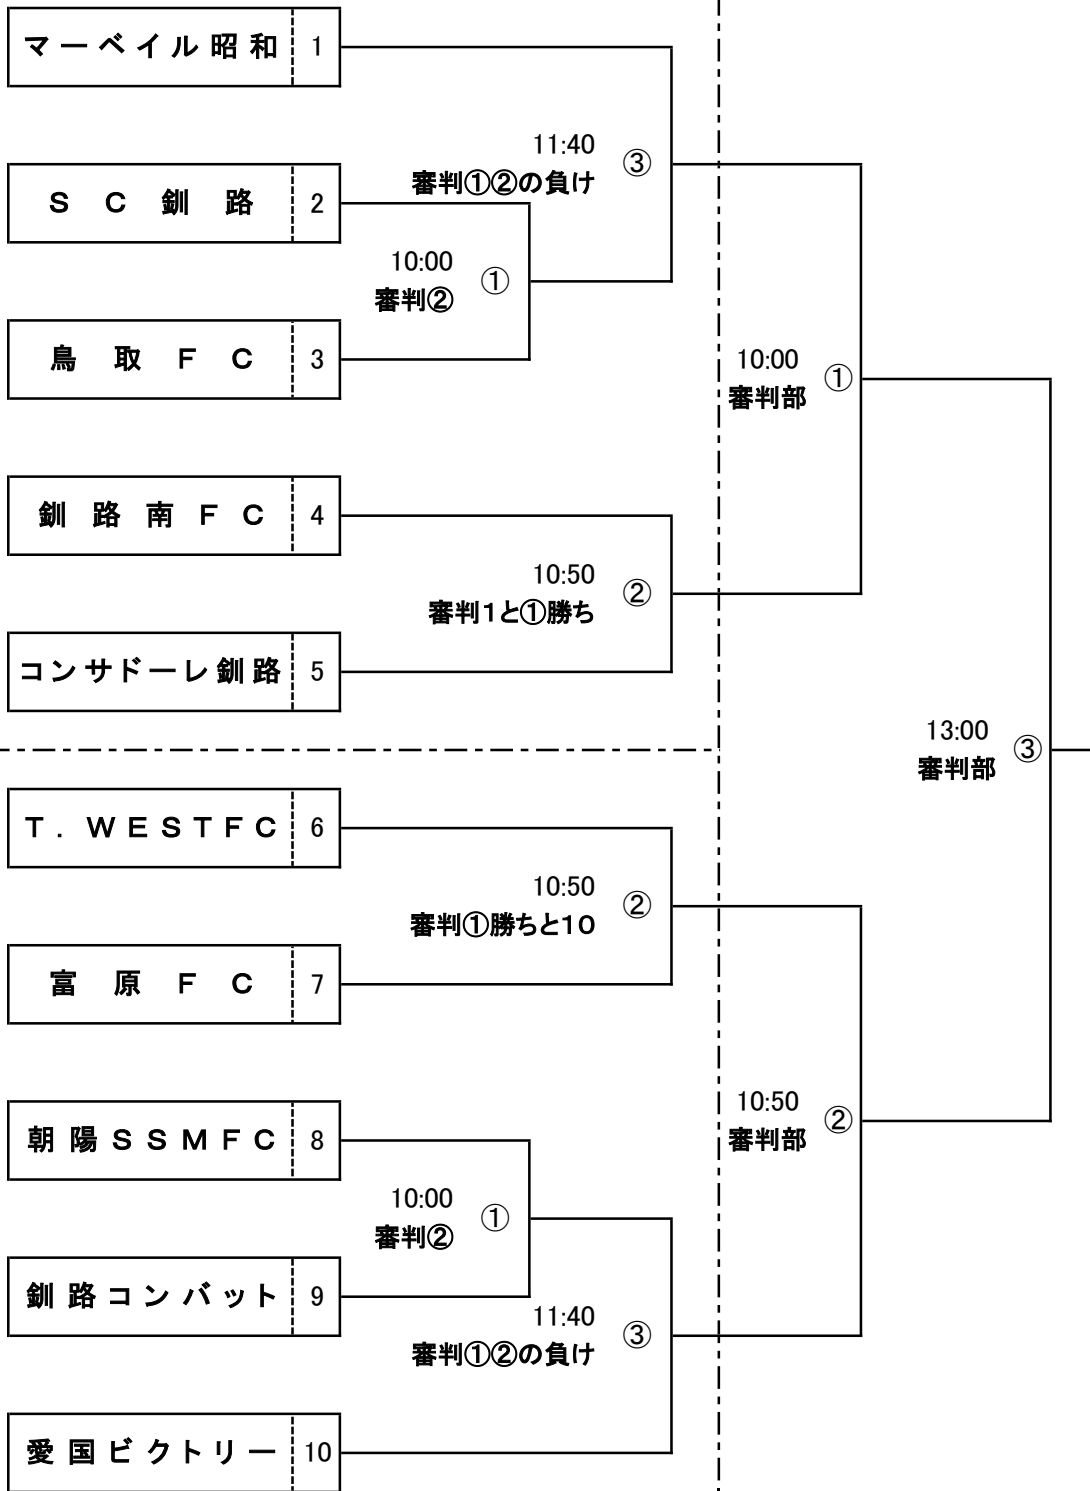 マーベイル昭和 1
11:40
③
審判①②の負け
ＳＣ釧路 2
10:00
①
審判②
鳥取ＦＣ 3
10:00
①
審判部
釧路南ＦＣ 4
10:50
②
審判１と①勝ち
コンサドーレ釧路 5
13:00
③
審判部
Ｔ．ＷＥＳＴＦＣ 6
10:50
②
審判①勝ちと１０
富原ＦＣ 7
10:50
②
審判部
朝陽ＳＳＭＦＣ 8
10:00
①
審判②
釧路コンバット 9
11:40
③
審判①②の負け
愛国ビクトリー 10